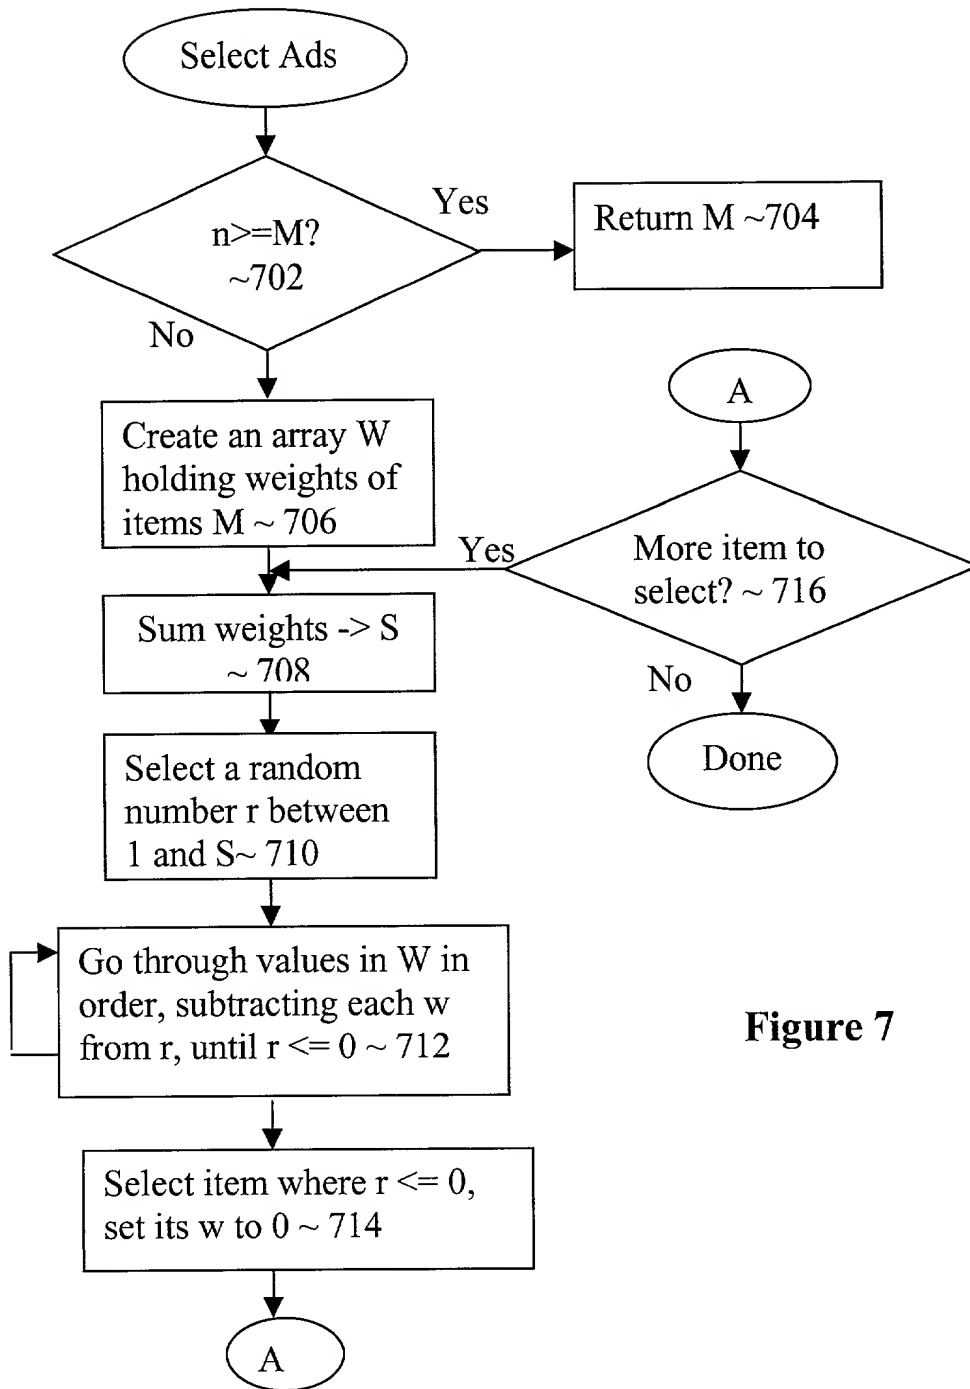 Select Ads
n>=M?
~702
Yes
Return M ~704
No
Create an array W
holding weights of
items M ~ 706
Sum weights -> S
~ 708
Select a random
number r between
1 and S~ 710
Go through values in W in
order, subtracting each w
from r, until r <= 0 ~ 712
Select item where r <= 0,
set its w to 0 ~ 714
A
A
More item to
select? ~ 716
Yes
No
Done
Figure 7